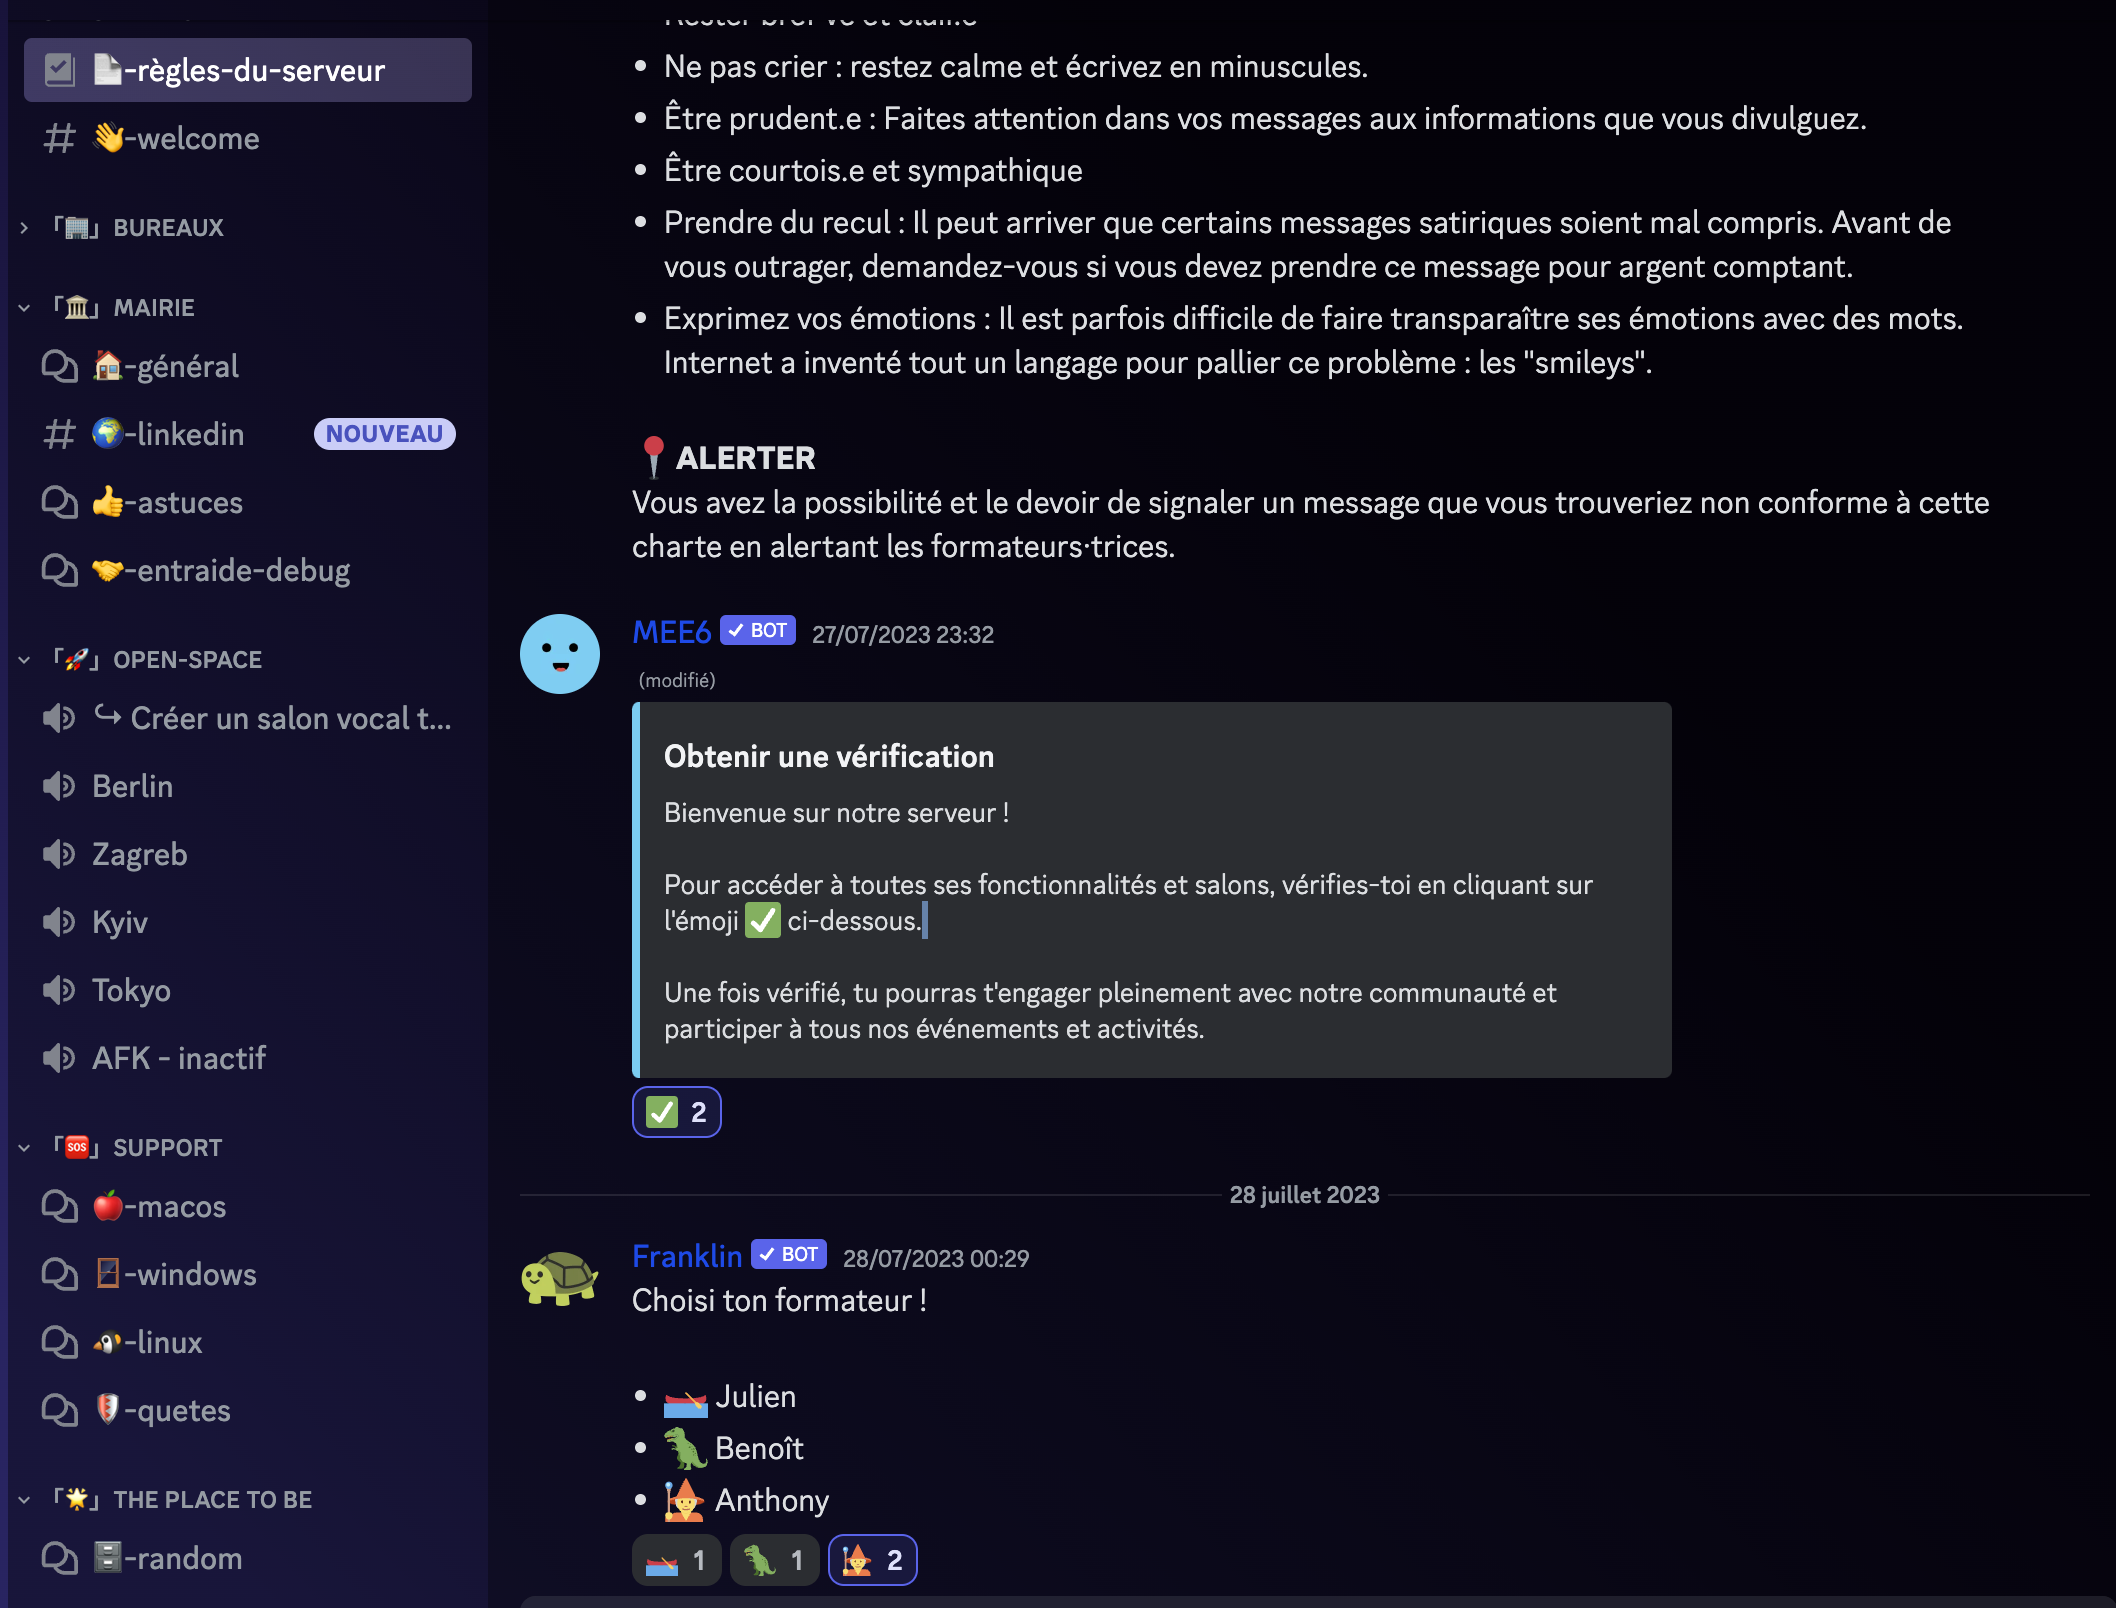 -règles-du-serveur
-welcome
「🏢」 BUREAUX
「🏛️」 MAIRIE
-général
-linkedin
NOUVEAU
-astuces
-entraide-debug
「🚀」 OPEN-SPACE
↪ Créer un salon vocal t...
Berlin
Zagreb
Kyiv
Tokyo
AFK - inactif
「🆘」 SUPPORT
-macos
-windows
-linux
-quetes
「🌟」 THE PLACE TO BE
-random
• Ne pas crier : restez calme et écrivez en minuscules.
• Être prudent.e : Faites attention dans vos messages aux informations que vous divulguez.
• Être courtois.e et sympathique
• Prendre du recul : Il peut arriver que certains messages satiriques soient mal compris. Avant de
vous outrager, demandez-vous si vous devez prendre ce message pour argent comptant.
• Exprimez vos émotions : Il est parfois difficile de faire transparaître ses émotions avec des mots.
Internet a inventé tout un langage pour pallier ce problème : les "smileys".
📍 ALERTER
Vous avez la possibilité et le devoir de signaler un message que vous trouveriez non conforme à cette
charte en alertant les formateurs·trices.
MEE6 ✓ BOT 27/07/2023 23:32
(modifié)
Obtenir une vérification
Bienvenue sur notre serveur !
Pour accéder à toutes ses fonctionnalités et salons, vérifies-toi en cliquant sur
l'émoji ✅ ci-dessous.
Une fois vérifié, tu pourras t'engager pleinement avec notre communauté et
participer à tous nos événements et activités.
✅ 2
28 juillet 2023
Franklin ✓ BOT 28/07/2023 00:29
Choisi ton formateur !
• Julien
• Benoît
• Anthony
1 1 2